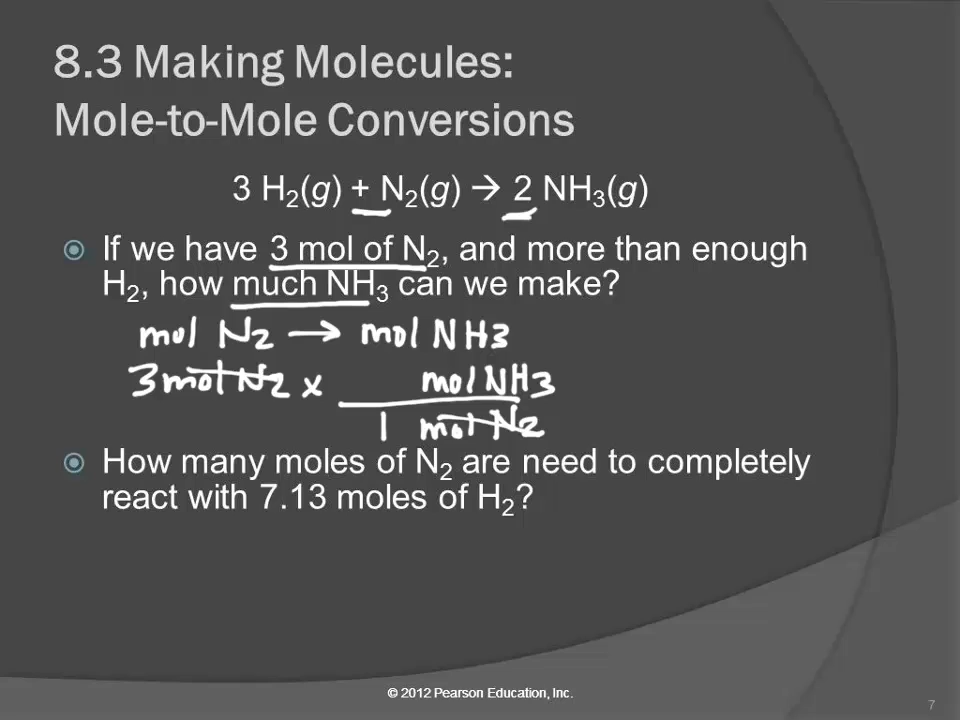 8.3 Making Molecules:
Mole-to-Mole Conversions
3 H₂(g) + N₂(g) → 2 NH₃(g)
If we have 3 mol of N₂, and more than enough
H₂, how much NH₃ can we make?
mol N₂ → mol NH3
3 mol N2 x mol NH3
1 mol N2
How many moles of N₂ are need to completely
react with 7.13 moles of H₂?
© 2012 Pearson Education, Inc.
7